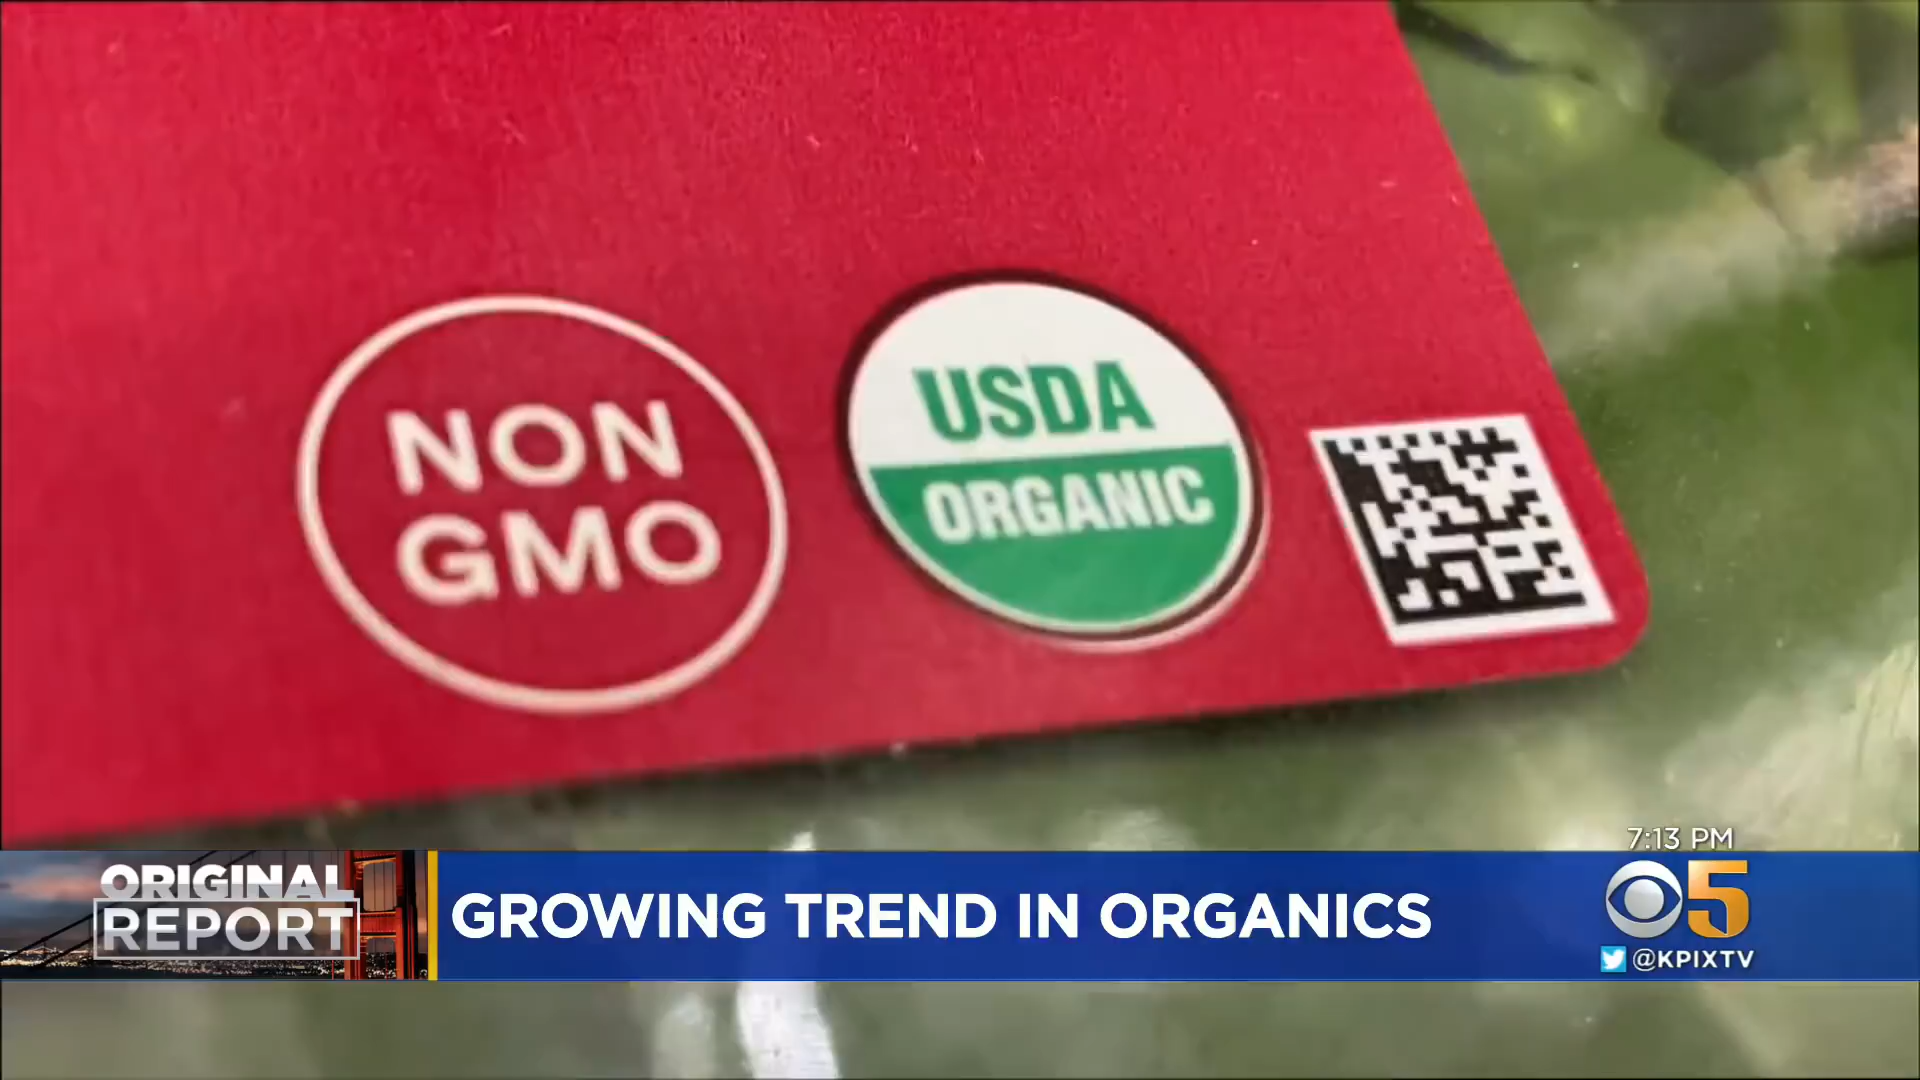 NON
GMO
USDA
ORGANIC
7:13 PM
ORIGINAL
REPORT
GROWING TREND IN ORGANICS
5
@KPIXTV